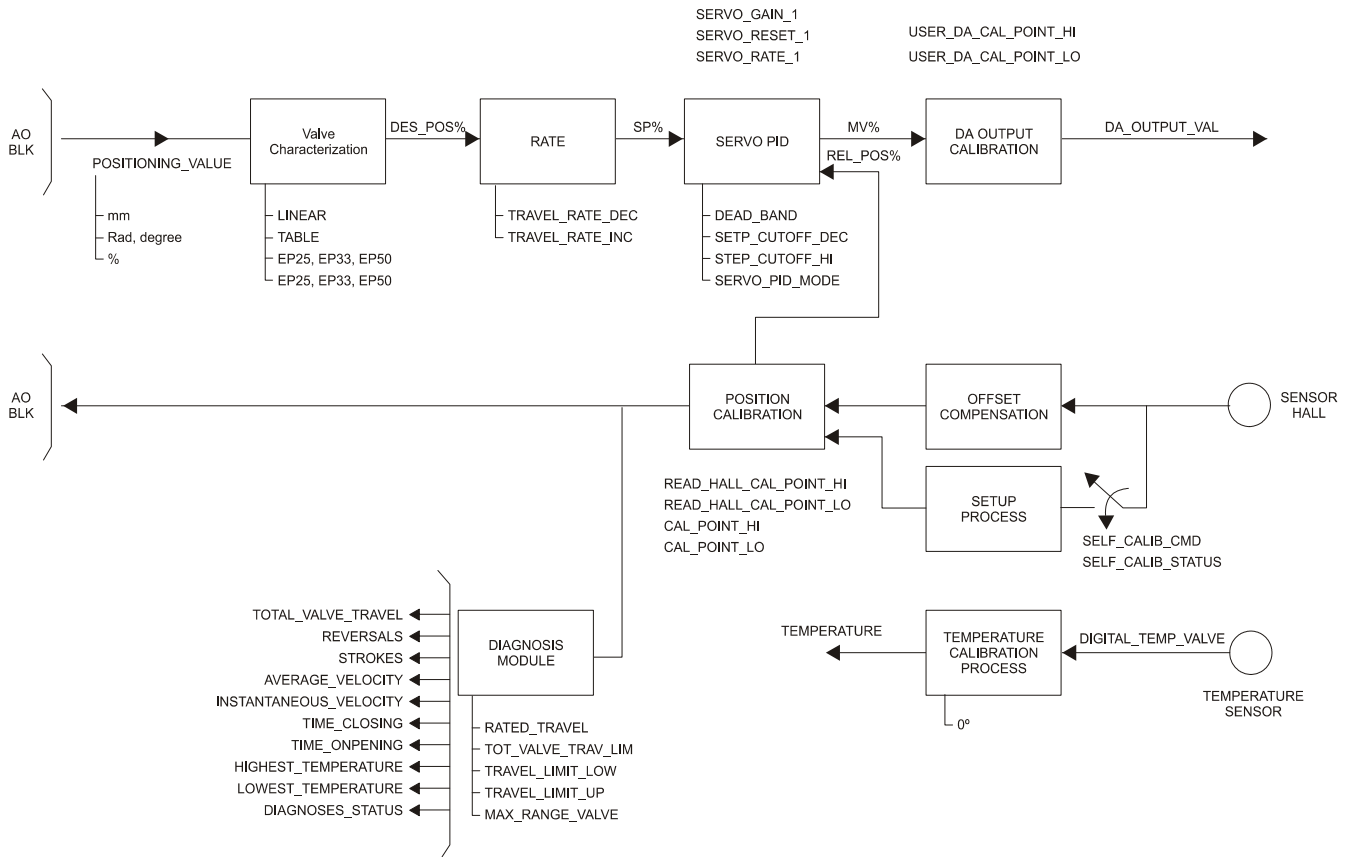 SERVO_GAIN_1
SERVO_RESET_1
SERVO_RATE_1
USER_DA_CAL_POINT_HI
USER_DA_CAL_POINT_LO
AO
BLK
POSITIONING_VALUE
mm
Rad, degree
%
Valve
Characterization
LINEAR
TABLE
EP25, EP33, EP50
EP25, EP33, EP50
DES_POS%
RATE
TRAVEL_RATE_DEC
TRAVEL_RATE_INC
SP%
SERVO PID
DEAD_BAND
SETP_CUTOFF_DEC
STEP_CUTOFF_HI
SERVO_PID_MODE
MV%
REL_POS%
DA OUTPUT
CALIBRATION
DA_OUTPUT_VAL
AO
BLK
POSITION
CALIBRATION
OFFSET
COMPENSATION
SENSOR
HALL
READ_HALL_CAL_POINT_HI
READ_HALL_CAL_POINT_LO
CAL_POINT_HI
CAL_POINT_LO
SETUP
PROCESS
SELF_CALIB_CMD
SELF_CALIB_STATUS
TOTAL_VALVE_TRAVEL
REVERSALS
STROKES
AVERAGE_VELOCITY
INSTANTANEOUS_VELOCITY
TIME_CLOSING
TIME_ONPENING
HIGHEST_TEMPERATURE
LOWEST_TEMPERATURE
DIAGNOSES_STATUS
DIAGNOSIS
MODULE
RATED_TRAVEL
TOT_VALVE_TRAV_LIM
TRAVEL_LIMIT_LOW
TRAVEL_LIMIT_UP
MAX_RANGE_VALVE
TEMPERATURE
TEMPERATURE
CALIBRATION
PROCESS
0º
DIGITAL_TEMP_VALVE
TEMPERATURE
SENSOR